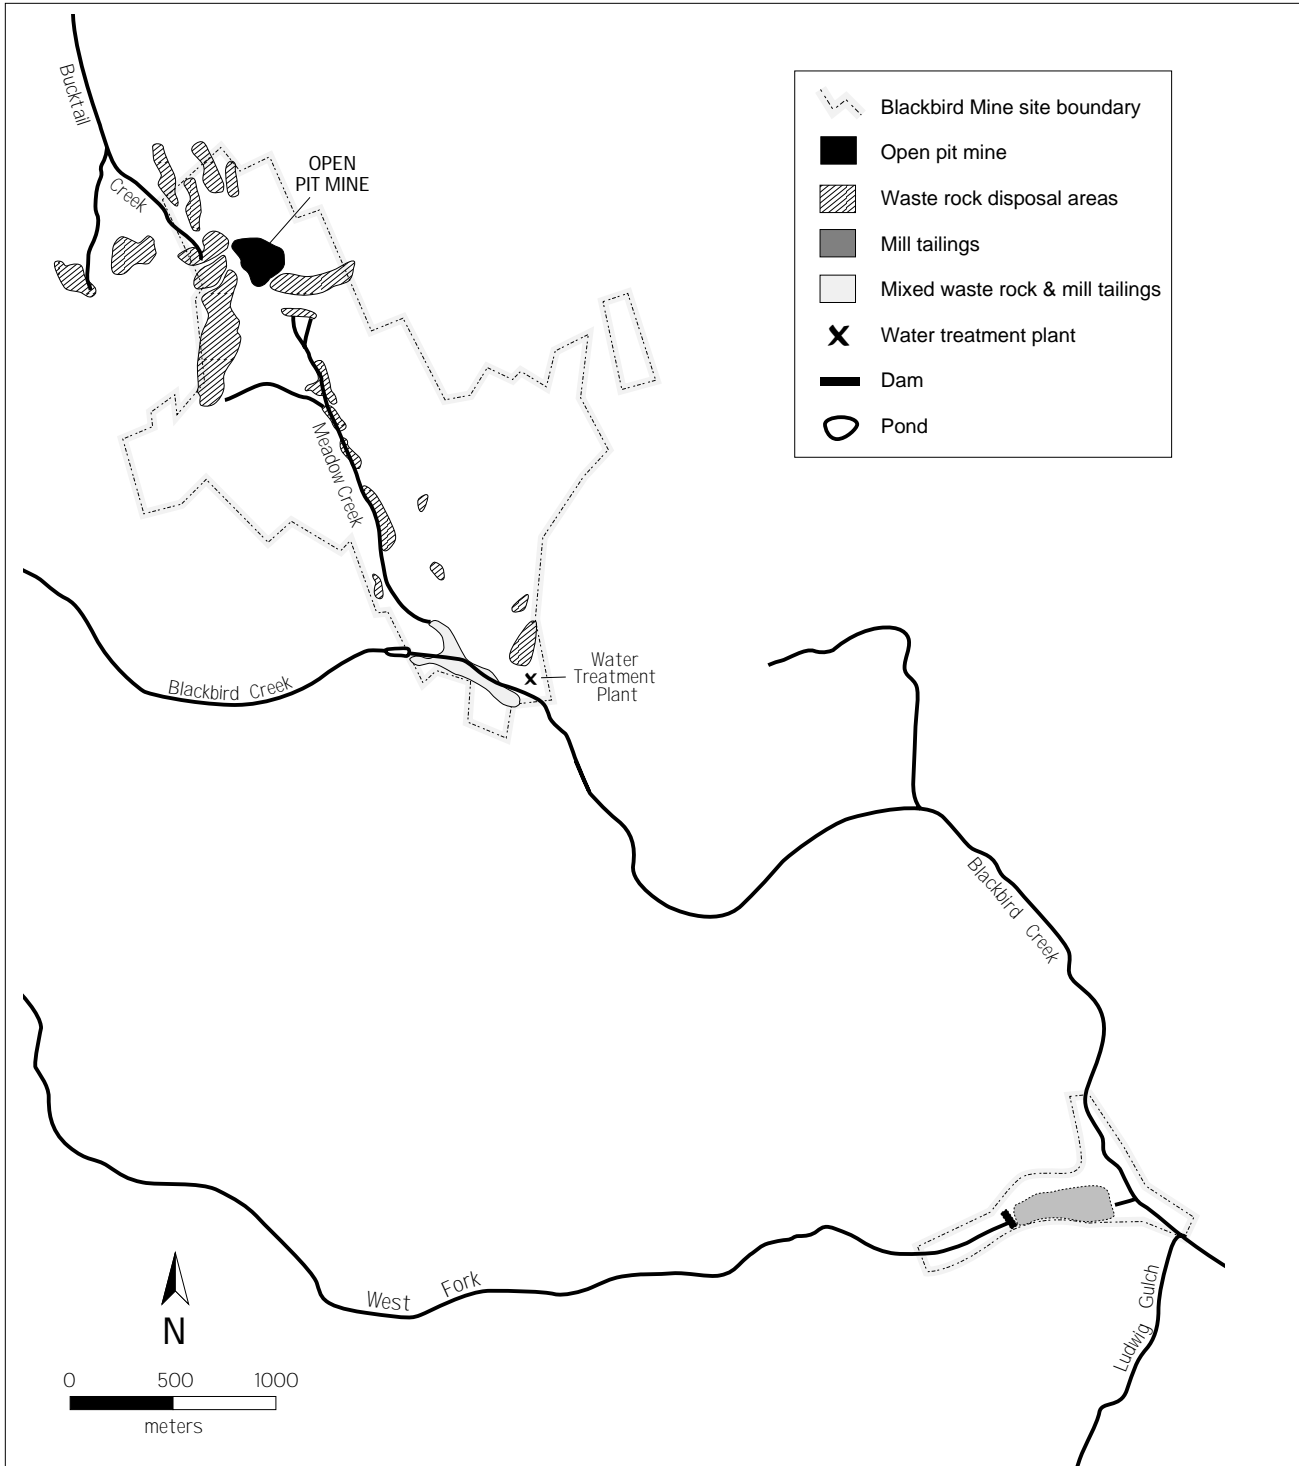 Bucktail
Creek
OPEN
PIT MINE
Blackbird Mine site boundary
Open pit mine
Waste rock disposal areas
Mill tailings
Mixed waste rock & mill tailings
Water treatment plant
Dam
Pond
Meadow Creek
Blackbird Creek
Water
Treatment
Plant
Blackbird Creek
West Fork
Ludwig Gulch
N
0 500 1000
meters